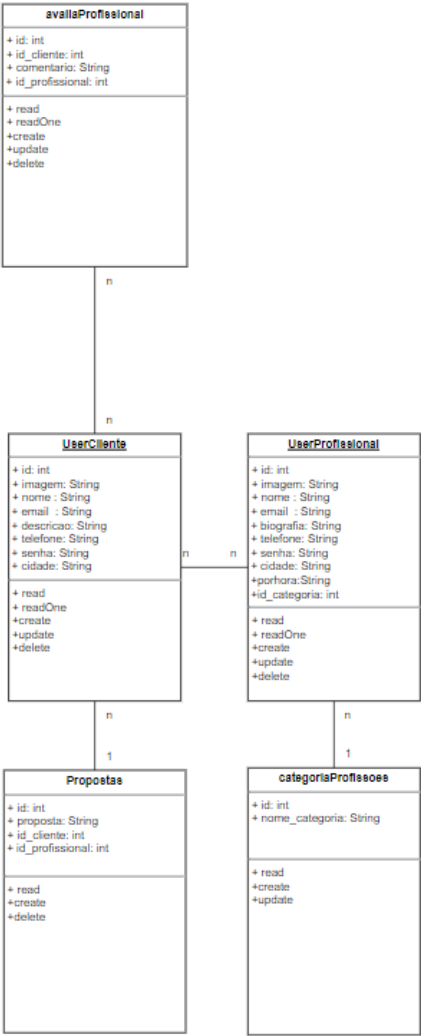 avaliaProfissional
+ id: int
+ id_cliente: int
+ comentario: String
+ id_profissional: int
+ read
+ readOne
+create
+update
+delete
n
n
UserCliente
+ id: int
+ imagem: String
+ nome : String
+ email  : String
+ descricao: String
+ telefone: String
+ senha: String
+ cidade: String
+ read
+ readOne
+create
+update
+delete
n
n
UserProfissional
+ id: int
+ imagem: String
+ nome : String
+ email  : String
+ biografia: String
+ telefone: String
+ senha: String
+ cidade: String
+porhora:String
+id_categoria: int
+ read
+ readOne
+create
+update
+delete
n
1
n
1
Propostas
+ id: int
+ proposta: String
+ id_cliente: int
+ id_profissional: int
+ read
+create
+delete
categoriaProfissoes
+ id: int
+ nome_categoria: String
+ read
+create
+update